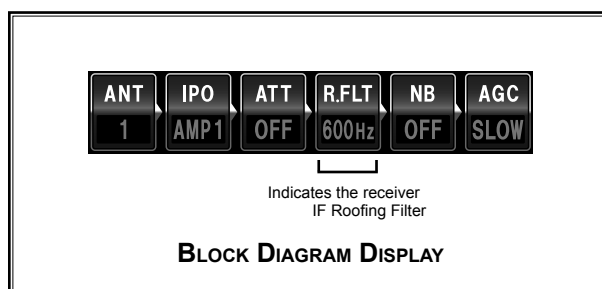 ANT IPO ATT R.FLT NB AGC
1 AMP1 OFF 600Hz OFF SLOW
Indicates the receiver
IF Roofing Filter
BLOCK DIAGRAM DISPLAY